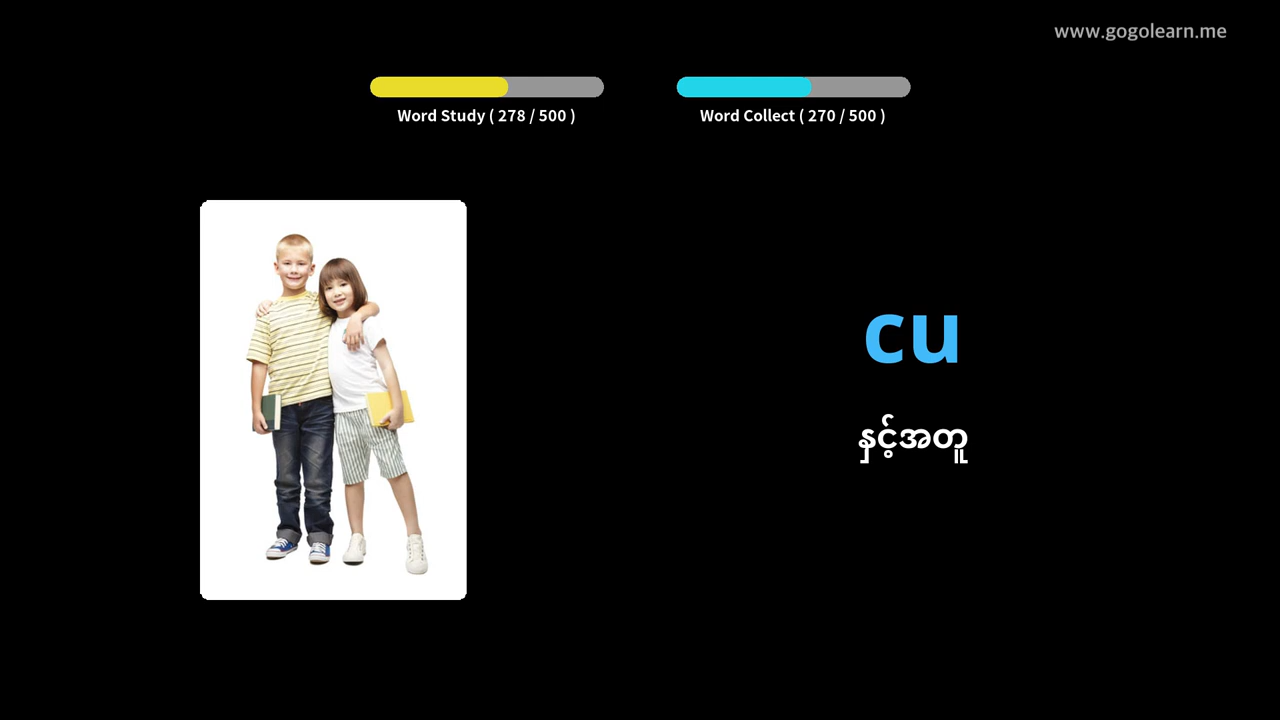 www.gogolearn.me
Word Study ( 278 / 500 )
Word Collect ( 270 / 500 )
cu
နှင့်အတူ